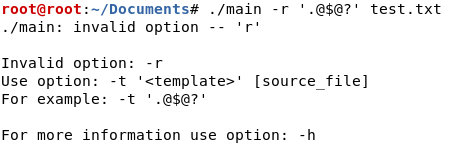 root@root:~/Documents# ./main -r '.@$@?' test.txt
./main: invalid option -- 'r'
Invalid option: -r
Use option: -t '<template>' [source_file]
For example: -t '.@$@?'
For more information use option: -h